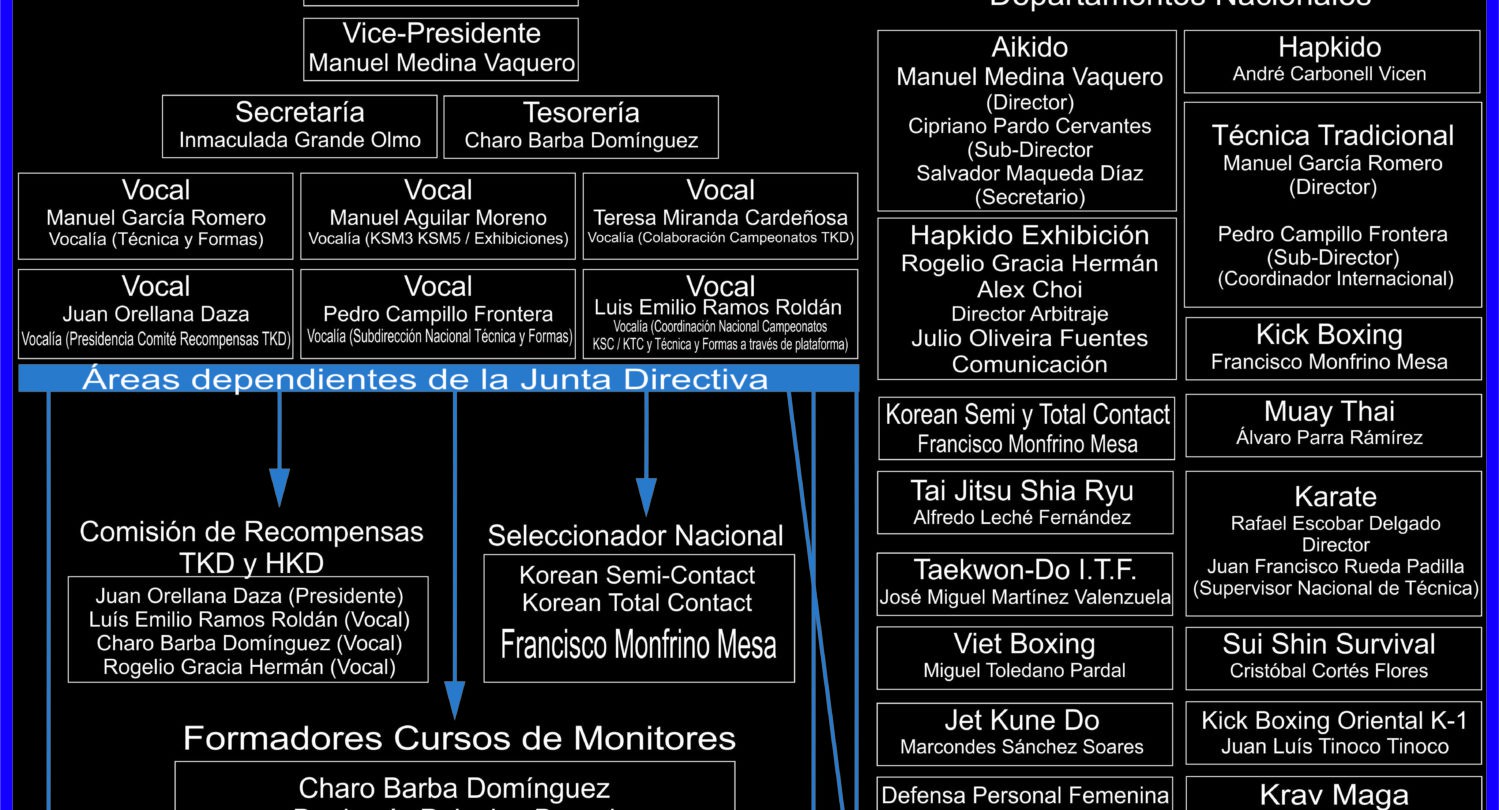 Vice-Presidente
Manuel Medina Vaquero
Secretaría
Inmaculada Grande Olmo
Tesorería
Charo Barba Domínguez
Vocal
Manuel García Romero
Vocalía (Técnica y Formas)
Vocal
Manuel Aguilar Moreno
Vocalía (KSM3 KSM5 / Exhibiciones)
Vocal
Teresa Miranda Cardeñosa
Vocalía (Colaboración Campeonatos TKD)
Vocal
Juan Orellana Daza
Vocalía (Presidencia Comité Recompensas TKD)
Vocal
Pedro Campillo Frontera
Vocalía (Subdirección Nacional Técnica y Formas)
Vocal
Luis Emilio Ramos Roldán
Vocalía (Coordinación Nacional Campeonatos
KSC / KTC y Técnica y Formas a través de plataforma)
Áreas dependientes de la Junta Directiva
Comisión de Recompensas
TKD y HKD
Juan Orellana Daza (Presidente)
Luís Emilio Ramos Roldán (Vocal)
Charo Barba Domínguez (Vocal)
Rogelio Gracia Hermán (Vocal)
Seleccionador Nacional
Korean Semi-Contact
Korean Total Contact
Francisco Monfrino Mesa
Formadores Cursos de Monitores
Charo Barba Domínguez
Departamentos Nacionales
Aikido
Manuel Medina Vaquero
(Director)
Cipriano Pardo Cervantes
(Sub-Director
Salvador Maqueda Díaz
(Secretario)
Hapkido Exhibición
Rogelio Gracia Hermán
Alex Choi
Director Arbitraje
Julio Oliveira Fuentes
Comunicación
Korean Semi y Total Contact
Francisco Monfrino Mesa
Tai Jitsu Shia Ryu
Alfredo Leché Fernández
Taekwon-Do I.T.F.
José Miguel Martínez Valenzuela
Viet Boxing
Miguel Toledano Pardal
Jet Kune Do
Marcondes Sánchez Soares
Defensa Personal Femenina
Hapkido
André Carbonell Vicen
Técnica Tradicional
Manuel García Romero
(Director)
Pedro Campillo Frontera
(Sub-Director)
(Coordinador Internacional)
Kick Boxing
Francisco Monfrino Mesa
Muay Thai
Álvaro Parra Rámírez
Karate
Rafael Escobar Delgado
Director
Juan Francisco Rueda Padilla
(Supervisor Nacional de Técnica)
Sui Shin Survival
Cristóbal Cortés Flores
Kick Boxing Oriental K-1
Juan Luís Tinoco Tinoco
Krav Maga